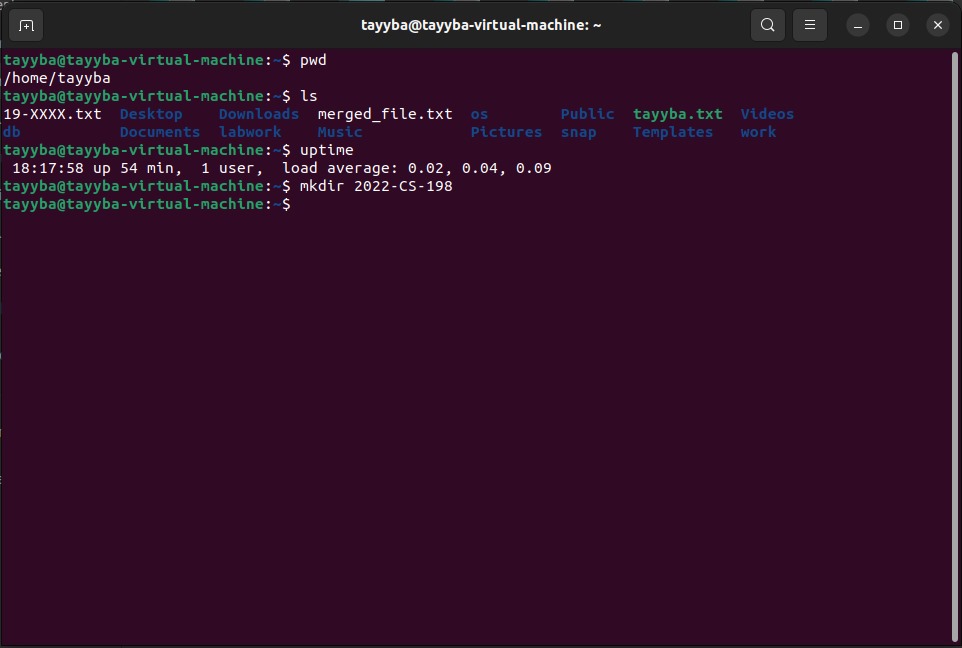 tayyba@tayyba-virtual-machine: ~
tayyba@tayyba-virtual-machine:~$ pwd
/home/tayyba
tayyba@tayyba-virtual-machine:~$ ls
19-XXXX.txt  Desktop    Downloads  merged_file.txt  os        Public  tayyba.txt  Videos
db           Documents  labwork    Music            Pictures  snap    Templates   work
tayyba@tayyba-virtual-machine:~$ uptime
 18:17:58 up 54 min,  1 user,  load average: 0.02, 0.04, 0.09
tayyba@tayyba-virtual-machine:~$ mkdir 2022-CS-198
tayyba@tayyba-virtual-machine:~$